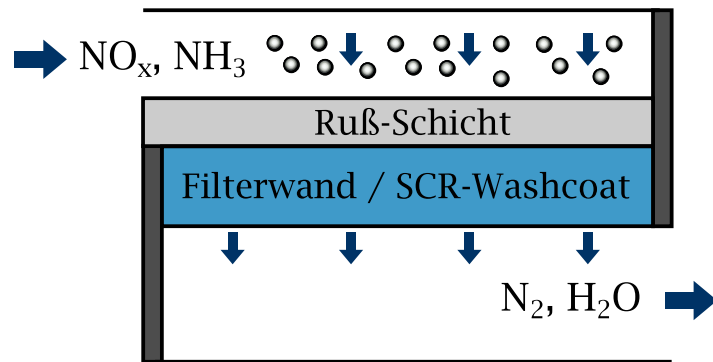 NOx, NH3
Ruß-Schicht
Filterwand / SCR-Washcoat
N2, H2O